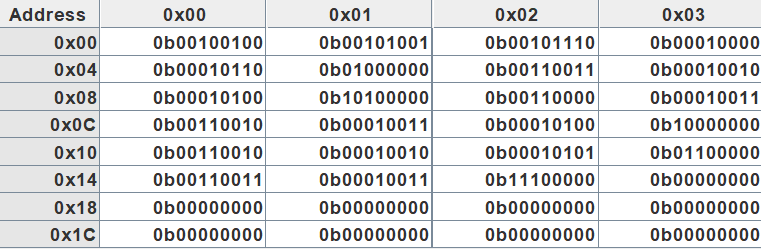 Address 0x00 0x01 0x02 0x03
0x00 0b00100100 0b00101001 0b00101110 0b00010000
0x04 0b00010110 0b01000000 0b00110011 0b00010010
0x08 0b00010100 0b10100000 0b00110000 0b00010011
0x0C 0b00110010 0b00010011 0b00010100 0b10000000
0x10 0b00110010 0b00010010 0b00010101 0b01100000
0x14 0b00110011 0b00010011 0b11100000 0b00000000
0x18 0b00000000 0b00000000 0b00000000 0b00000000
0x1C 0b00000000 0b00000000 0b00000000 0b00000000